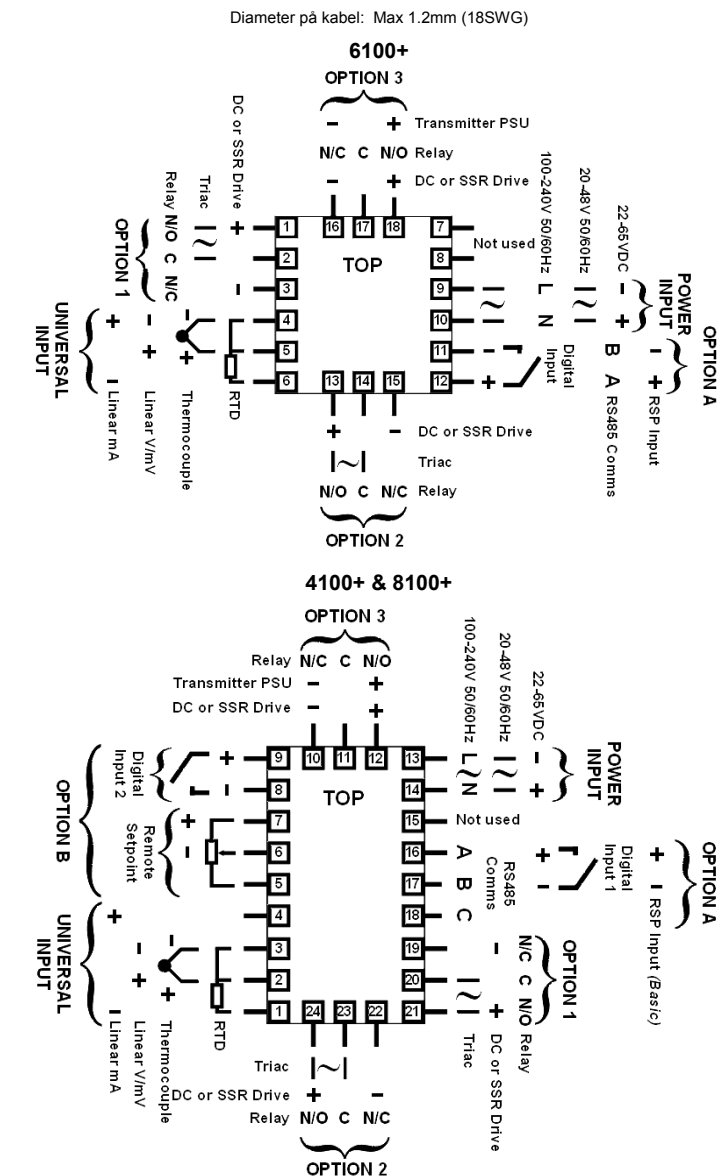 Diameter på kabel: Max 1.2mm (18SWG)
6100+
OPTION 3
− + Transmitter PSU
N/C C N/O Relay
− + DC or SSR Drive
DC or SSR Drive
+
−
Triac
|~|
Relay N/O C N/C
OPTION 1
UNIVERSAL INPUT
+ − Linear mA
− + Linear V/mV
− + Thermocouple
RTD
1
2
3
4
5
6
16 17 18
TOP
13 14 15
7
8
9
10
11
12
Not used
100-240V 50/60Hz
L ~ N
20-48V 50/60Hz
|~|
22-65VDC
− +
POWER INPUT
− +
Digital Input
B A RS485 Comms
− + RSP Input
OPTION A
+ − DC or SSR Drive
|~| Triac
N/O C N/C Relay
OPTION 2
4100+ & 8100+
OPTION 3
Relay N/C C N/O
Transmitter PSU − +
DC or SSR Drive − +
100-240V 50/60Hz
L ~ N
20-48V 50/60Hz
|~|
22-65VDC
− +
POWER INPUT
Digital Input 2
+ −
Remote Setpoint
+ −
OPTION B
UNIVERSAL INPUT
+ − Linear mA
− + Linear V/mV
− + Thermocouple
RTD
9
8
7
6
5
4
3
2
1
10 11 12
TOP
24 23 22
13
14
15
16
17
18
19
20
21
Not used
A B C
RS485 Comms
+ −
Digital Input 1
+ − RSP Input (Basic)
OPTION A
N/C C N/O Relay
OPTION 1
− + DC or SSR Drive
|~| Triac
Triac |~|
DC or SSR Drive + −
Relay N/O C N/C
OPTION 2